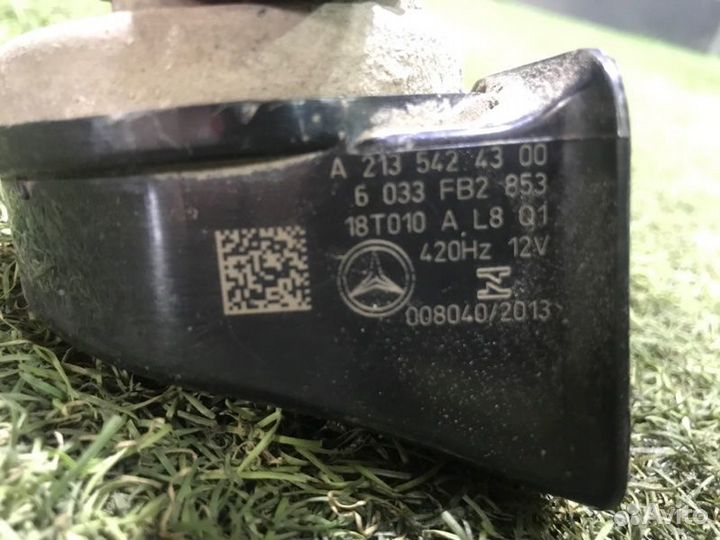 A 213 542 43 00
6 033 FB2 853
18T010 A L8 Q1
420Hz 12V
008040/2013
Avito